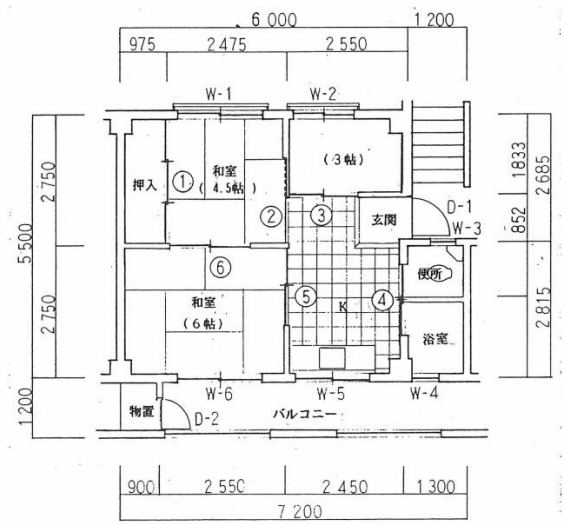 6 000
1 200
975
2 475
2 550
W-1
W-2
和室
( 4.5帖)
(3帖)
押入
①
②
③
玄関
D-1
W-3
⑥
⑤
④
便所
和室
(6帖)
K
浴室
W-6
W-5
W-4
物置
D-2
バルコニー
5 500
2 750
2 750
1 200
1833
852
2 685
2 815
900
2 550
2 450
1 300
7 200